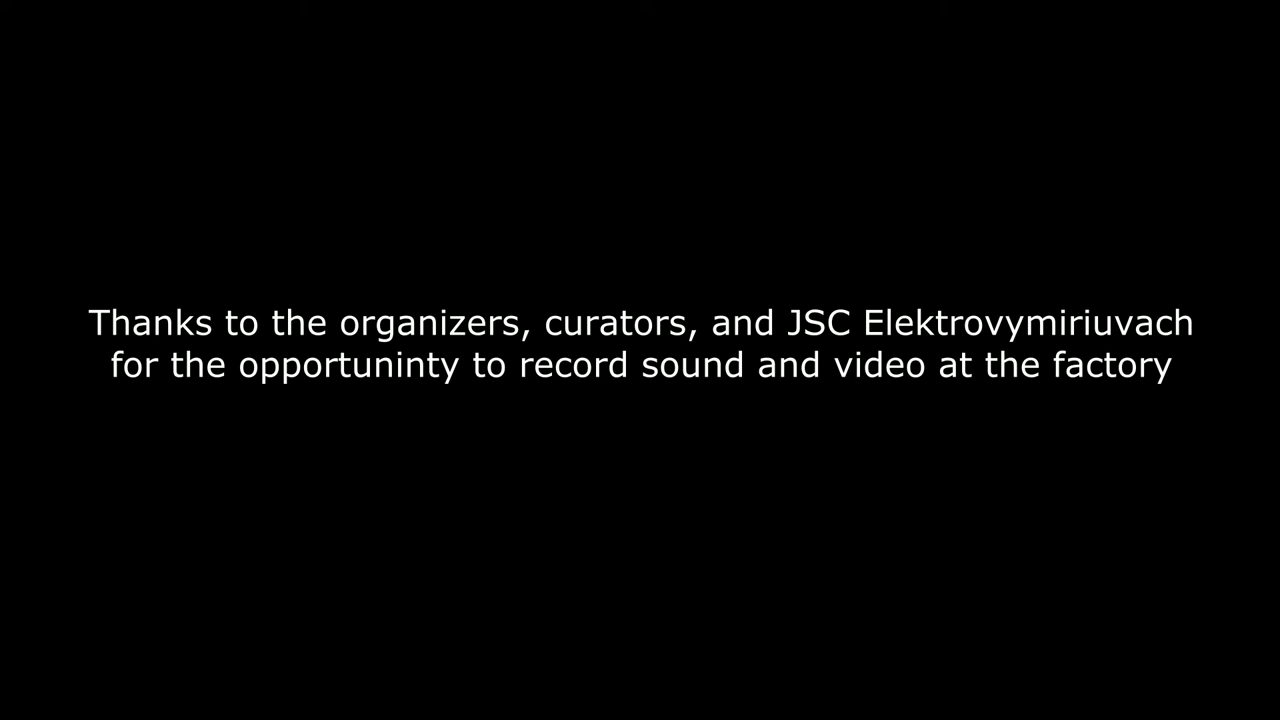 Thanks to the organizers, curators, and JSC Elektrovymiriuvach
for the opportuninty to record sound and video at the factory